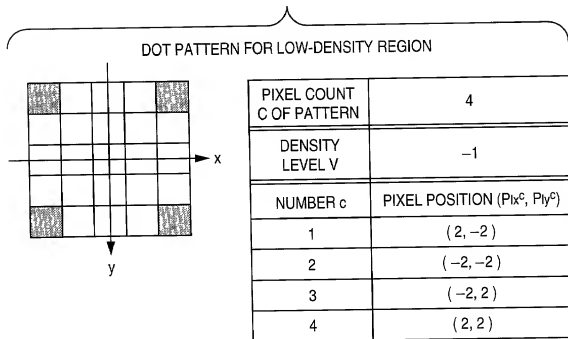 DOT PATTERN FOR LOW-DENSITY REGION
x
y
PIXEL COUNT
C OF PATTERN
4
DENSITY
LEVEL V
−1
NUMBER c
PIXEL POSITION (Plxᶜ, Plyᶜ)
1
( 2, −2 )
2
( −2, −2 )
3
( −2, 2 )
4
( 2, 2 )